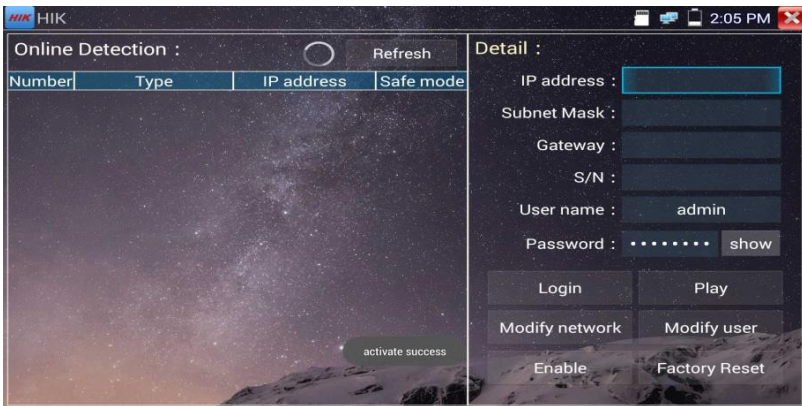 HIK HIK 2:05 PM
Online Detection : Refresh
Number Type IP address Safe mode
activate success
Detail :
IP address :
Subnet Mask :
Gateway :
S/N :
User name : admin
Password : •••••••• show
Login Play
Modify network Modify user
Enable Factory Reset